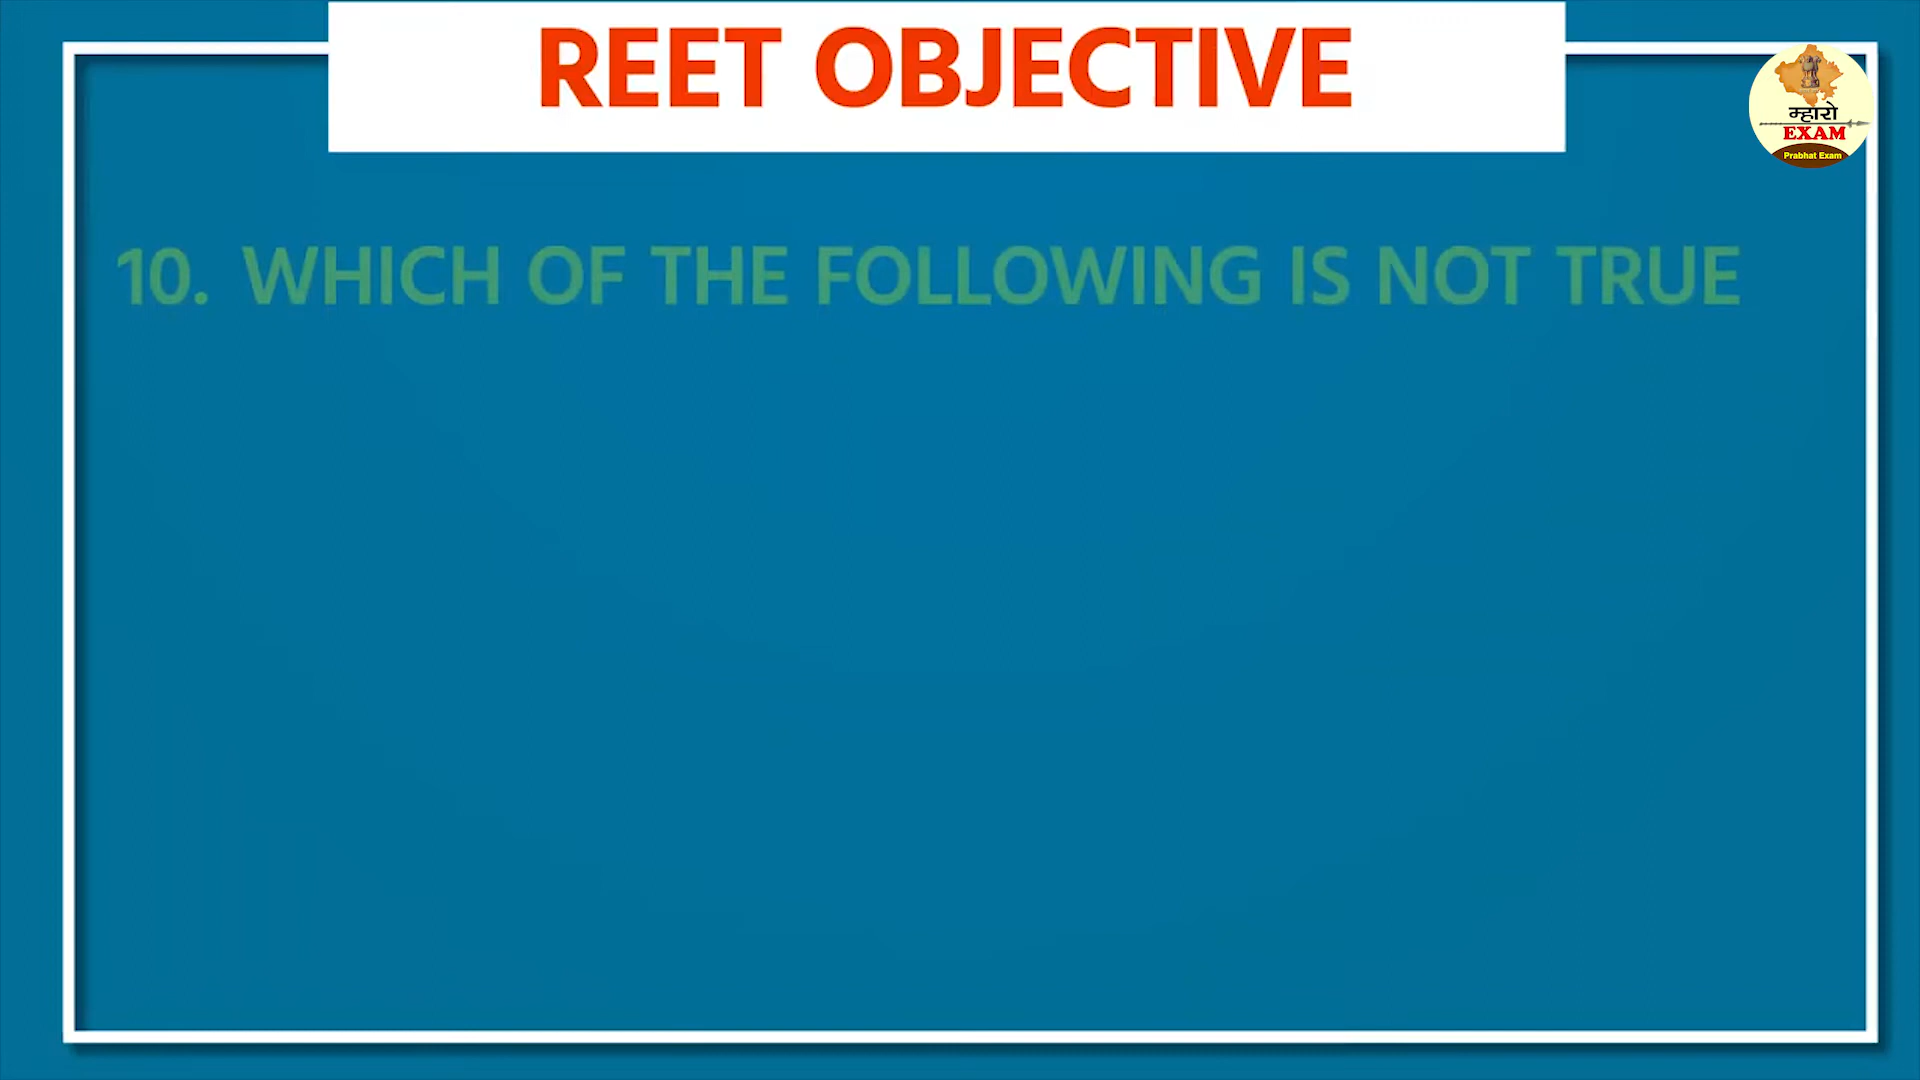 REET OBJECTIVE
म्हारो
EXAM
Prabhat Exam
10. WHICH OF THE FOLLOWING IS NOT TRUE